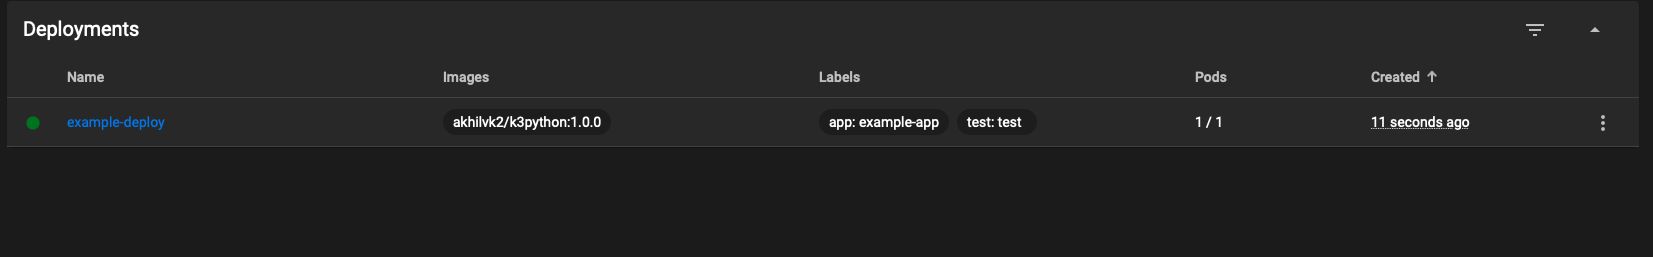 Deployments
Name Images Labels Pods Created ↑
example-deploy akhilvk2/k3python:1.0.0 app: example-app test: test 1 / 1 11 seconds ago